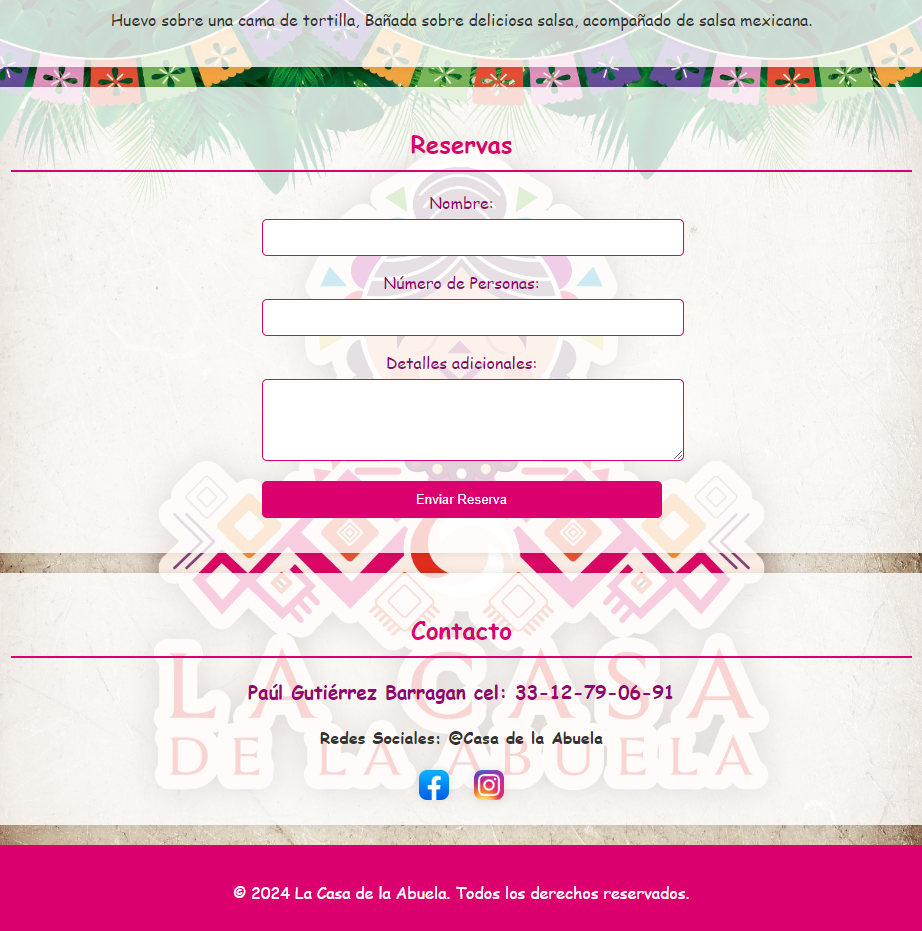 Huevo sobre una cama de tortilla, Bañada sobre deliciosa salsa, acompañado de salsa mexicana.
Reservas
Nombre:
Número de Personas:
Detalles adicionales:
Enviar Reserva
Contacto
Paúl Gutiérrez Barragan cel: 33-12-79-06-91
LA CASA
Redes Sociales: @Casa de la Abuela
DE LA ABUELA
© 2024 La Casa de la Abuela. Todos los derechos reservados.